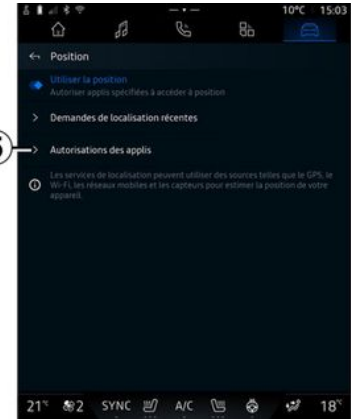 10°C 15:03
Position
Utiliser la position
Autoriser applis spécifiées à accéder à position
Demandes de localisation récentes
Autorisations des applis
Les services de localisation peuvent utiliser des sources telles que le GPS, le
Wi-Fi, les réseaux mobiles et les capteurs pour estimer la position de votre
appareil.
21°C 2 SYNC A/C 18°C